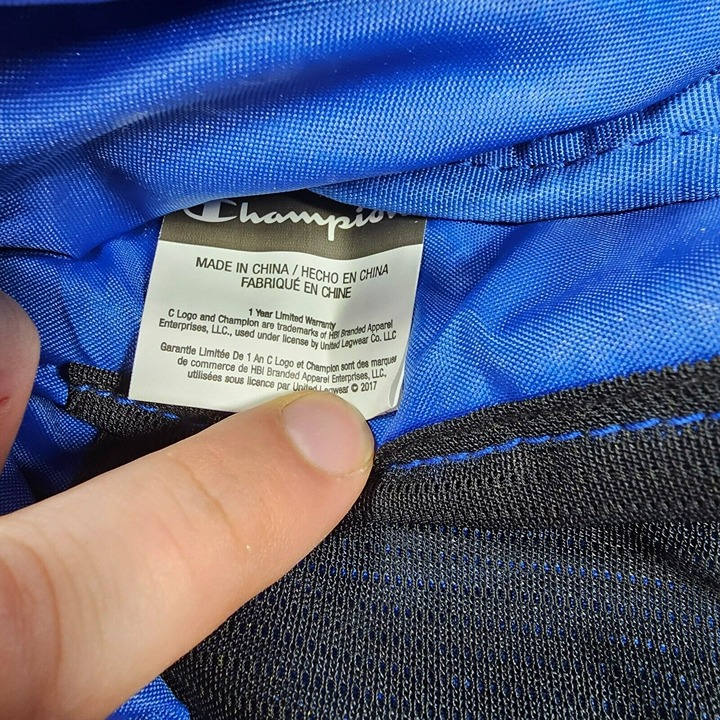 Champion
MADE IN CHINA / HECHO EN CHINA
FABRIQUÉ EN CHINE
1 Year Limited Warranty
C Logo and Champion are trademarks of HBI Branded Apparel
Enterprises, LLC., used under license by United Legwear Co. LLC
Garantie Limitée De 1 An C Logo et Champion sont des marques
de commerce de HBI Branded Apparel Enterprises, LLC.,
utilisées sous licence par United Legwear © 2017